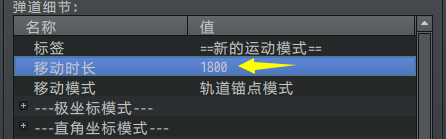 弹道细节:
名称 值
标签 ==新的运动模式==
移动时长 1800
移动模式 轨道锚点模式
---极坐标模式---
---直角坐标模式---